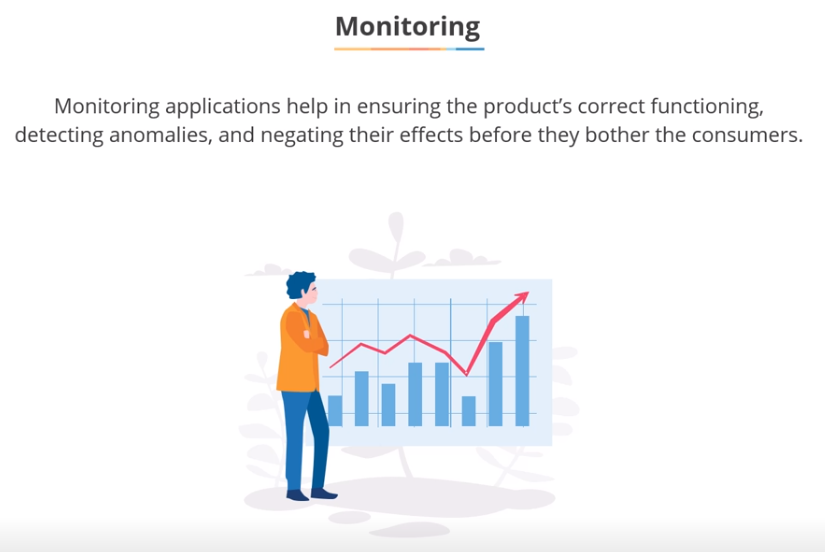 Monitoring
Monitoring applications help in ensuring the product’s correct functioning,
detecting anomalies, and negating their effects before they bother the consumers.